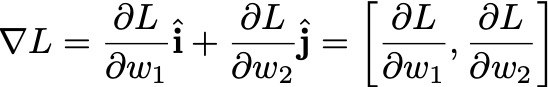 ∇L = ∂L/∂w₁ î + ∂L/∂w₂ ĵ = [∂L/∂w₁, ∂L/∂w₂]